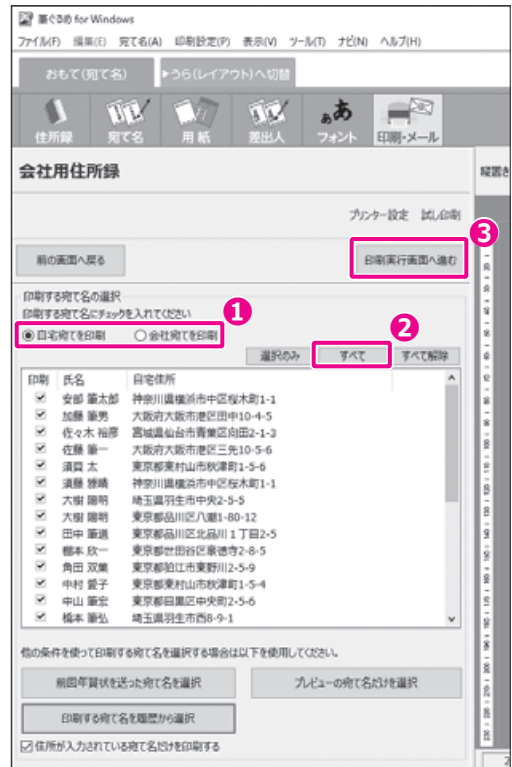 筆ぐるめ for Windows
ファイル(F) 編集(E) 宛て名(A) 印刷設定(P) 表示(V) ツール(T) ナビ(N) ヘルプ(H)
おもて(宛て名) ▶うら(レイアウト)へ切替
住所録 宛て名 用紙 差出人 フォント 印刷・メール
会社用住所録
縦置き
プリンター設定 試し印刷
3
前の画面へ戻る 印刷実行画面へ進む
印刷する宛て名の選択
印刷する宛て名にチェックを入れてください
1
2
自宅宛てを印刷 会社宛てを印刷
選択のみ すべて すべて解除
印刷 氏名 自宅住所
安部 筆太郎 神奈川県横浜市中区桜木町1-1
加藤 筆男 大阪府大阪市港区田中10-4-5
佐々木 裕彦 宮城県仙台市青葉区向田2-1-3
佐藤 筆一 大阪府大阪市港区三先10-5-6
須貝 太 東京都東村山市秋津町1-5-6
須藤 雅晴 神奈川県横浜市中区桜木町1-1
大樹 陽明 埼玉県羽生市中央2-5-5
大樹 陽明 東京都品川区八潮1-80-12
田中 筆道 東京都品川区北品川１丁目2-5
棚本 欣一 東京都世田谷区豪徳寺2-8-5
角田 双葉 東京都狛江市東野川2-5-9
中村 愛子 東京都東村山市秋津町1-5-4
中山 筆宏 東京都目黒区中央町2-5-6
橋本 筆弘 埼玉県羽生市西8-9-1
他の条件を使って印刷する宛て名を選択する場合は以下を使用してください。
前回年賀状を送った宛て名を選択 プレビューの宛て名だけを選択
印刷する宛て名を履歴から選択
住所が入力されている宛て名だけを印刷する